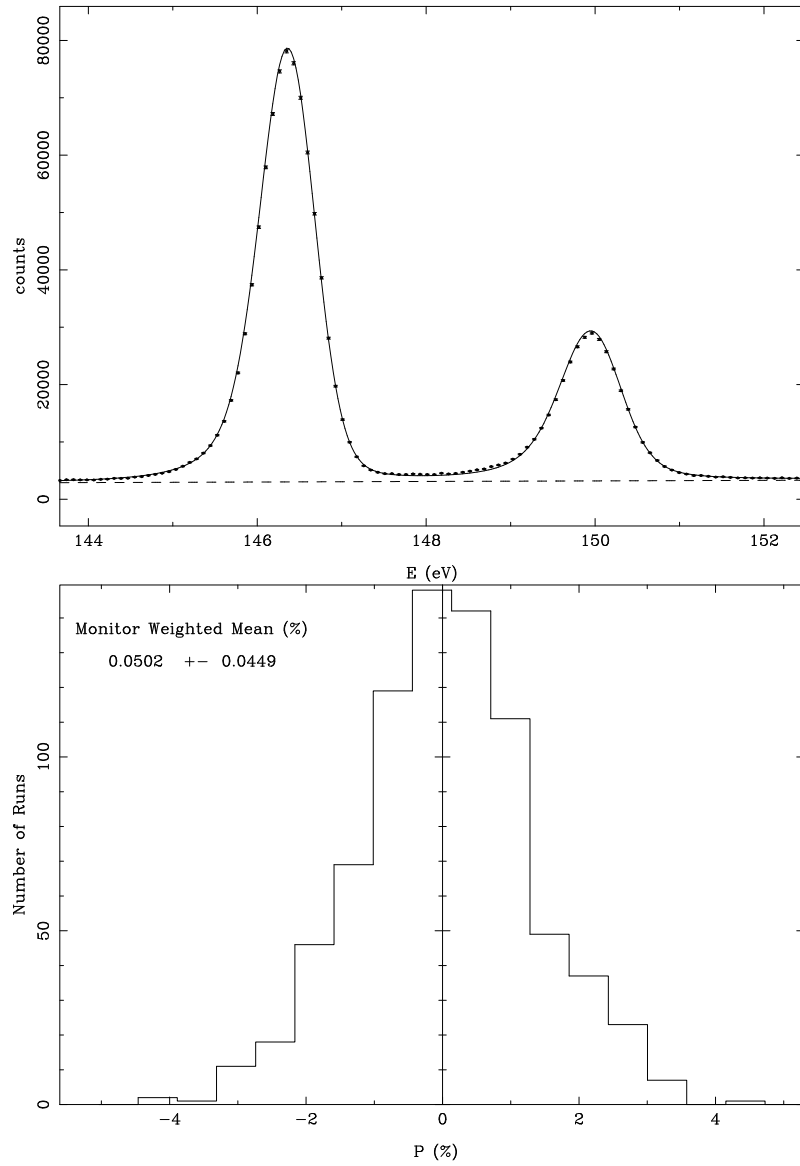 80000
60000
counts
40000
20000
0
144 146 148 150 152
E (eV)
Monitor Weighted Mean (%)
0.0502 +- 0.0449
100
Number of Runs
50
0
-4 -2 0 2 4
P (%)